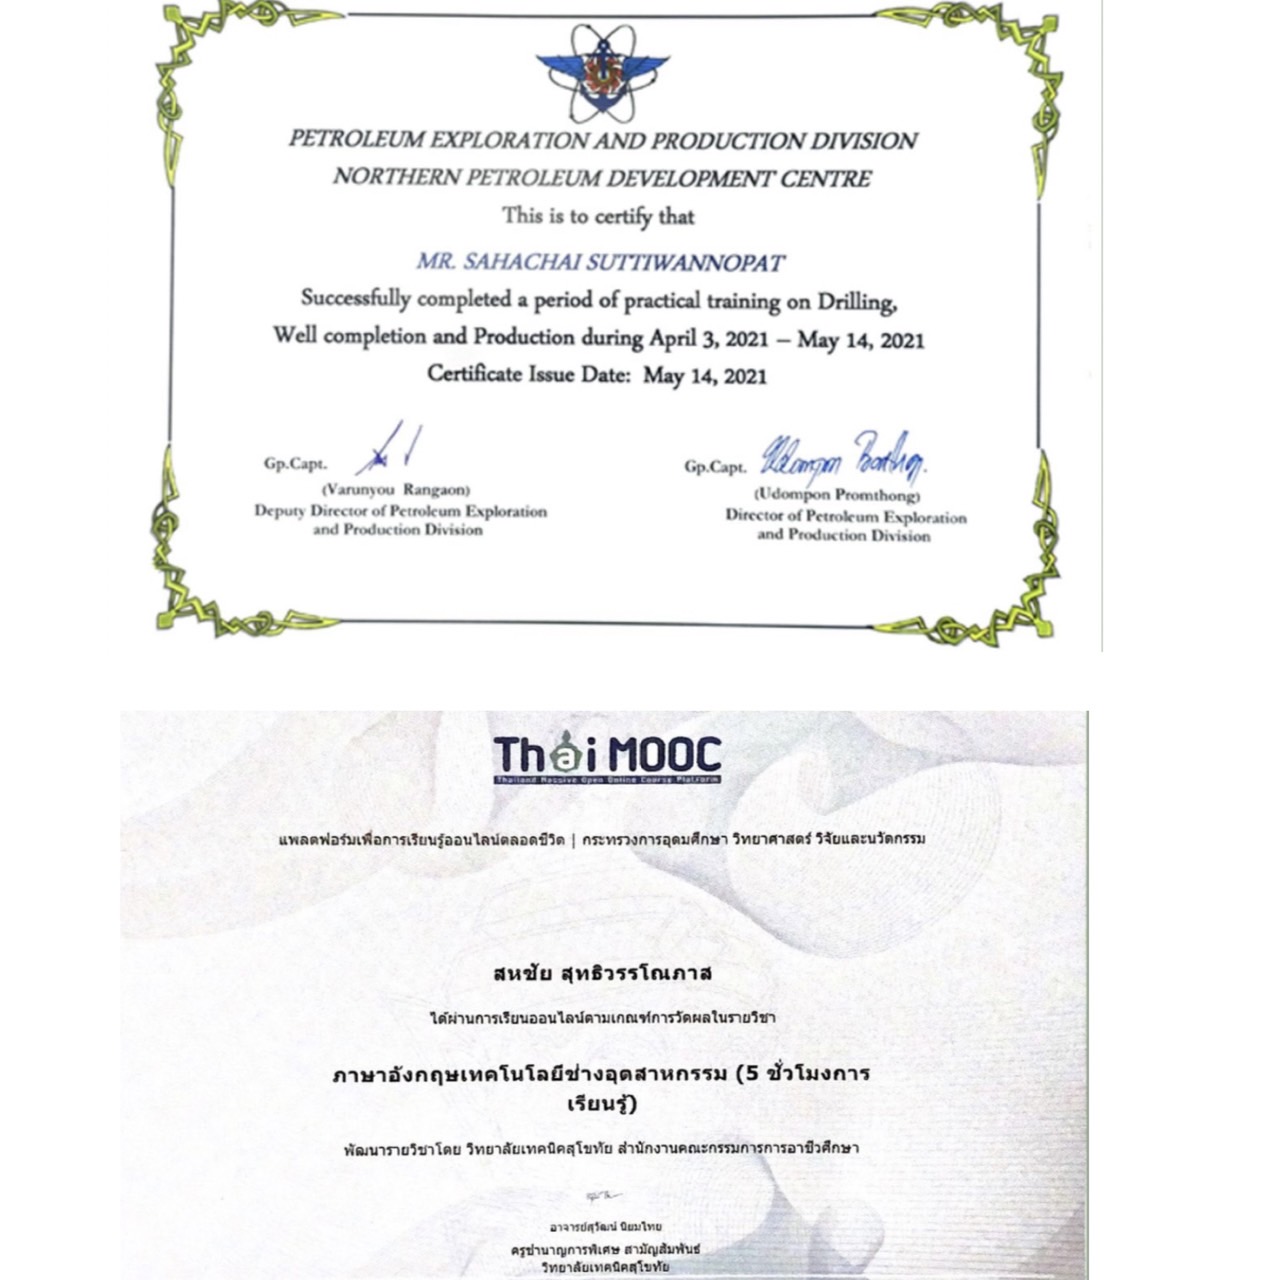 PETROLEUM EXPLORATION AND PRODUCTION DIVISION
NORTHERN PETROLEUM DEVELOPMENT CENTRE
This is to certify that
MR. SAHACHAI SUTTIWANNOPAT
Successfully completed a period of practical training on Drilling,
Well completion and Production during April 3, 2021 – May 14, 2021
Certificate Issue Date: May 14, 2021
Gp.Capt.
(Varunyou Rangaon)
Deputy Director of Petroleum Exploration
and Production Division
Gp.Capt. Udompon
(Udompon Promthong)
Director of Petroleum Exploration
and Production Division
Thai MOOC
Thailand Massive Open Online Course Platform
แพลตฟอร์มเพื่อการเรียนรู้ออนไลน์ตลอดชีวิต | กระทรวงการอุดมศึกษา วิทยาศาสตร์ วิจัยและนวัตกรรม
สหชัย สุทธิวรรโณภาส
ได้ผ่านการเรียนออนไลน์ตามเกณฑ์การวัดผลในรายวิชา
ภาษาอังกฤษเทคโนโลยีช่างอุตสาหกรรม (5 ชั่วโมงการ
เรียนรู้)
พัฒนารายวิชาโดย วิทยาลัยเทคนิคสุโขทัย สำนักงานคณะกรรมการการอาชีวศึกษา
อาจารย์สุวัฒน์ นิยมไทย
ครูชำนาญการพิเศษ สามัญสัมพันธ์
วิทยาลัยเทคนิคสุโขทัย